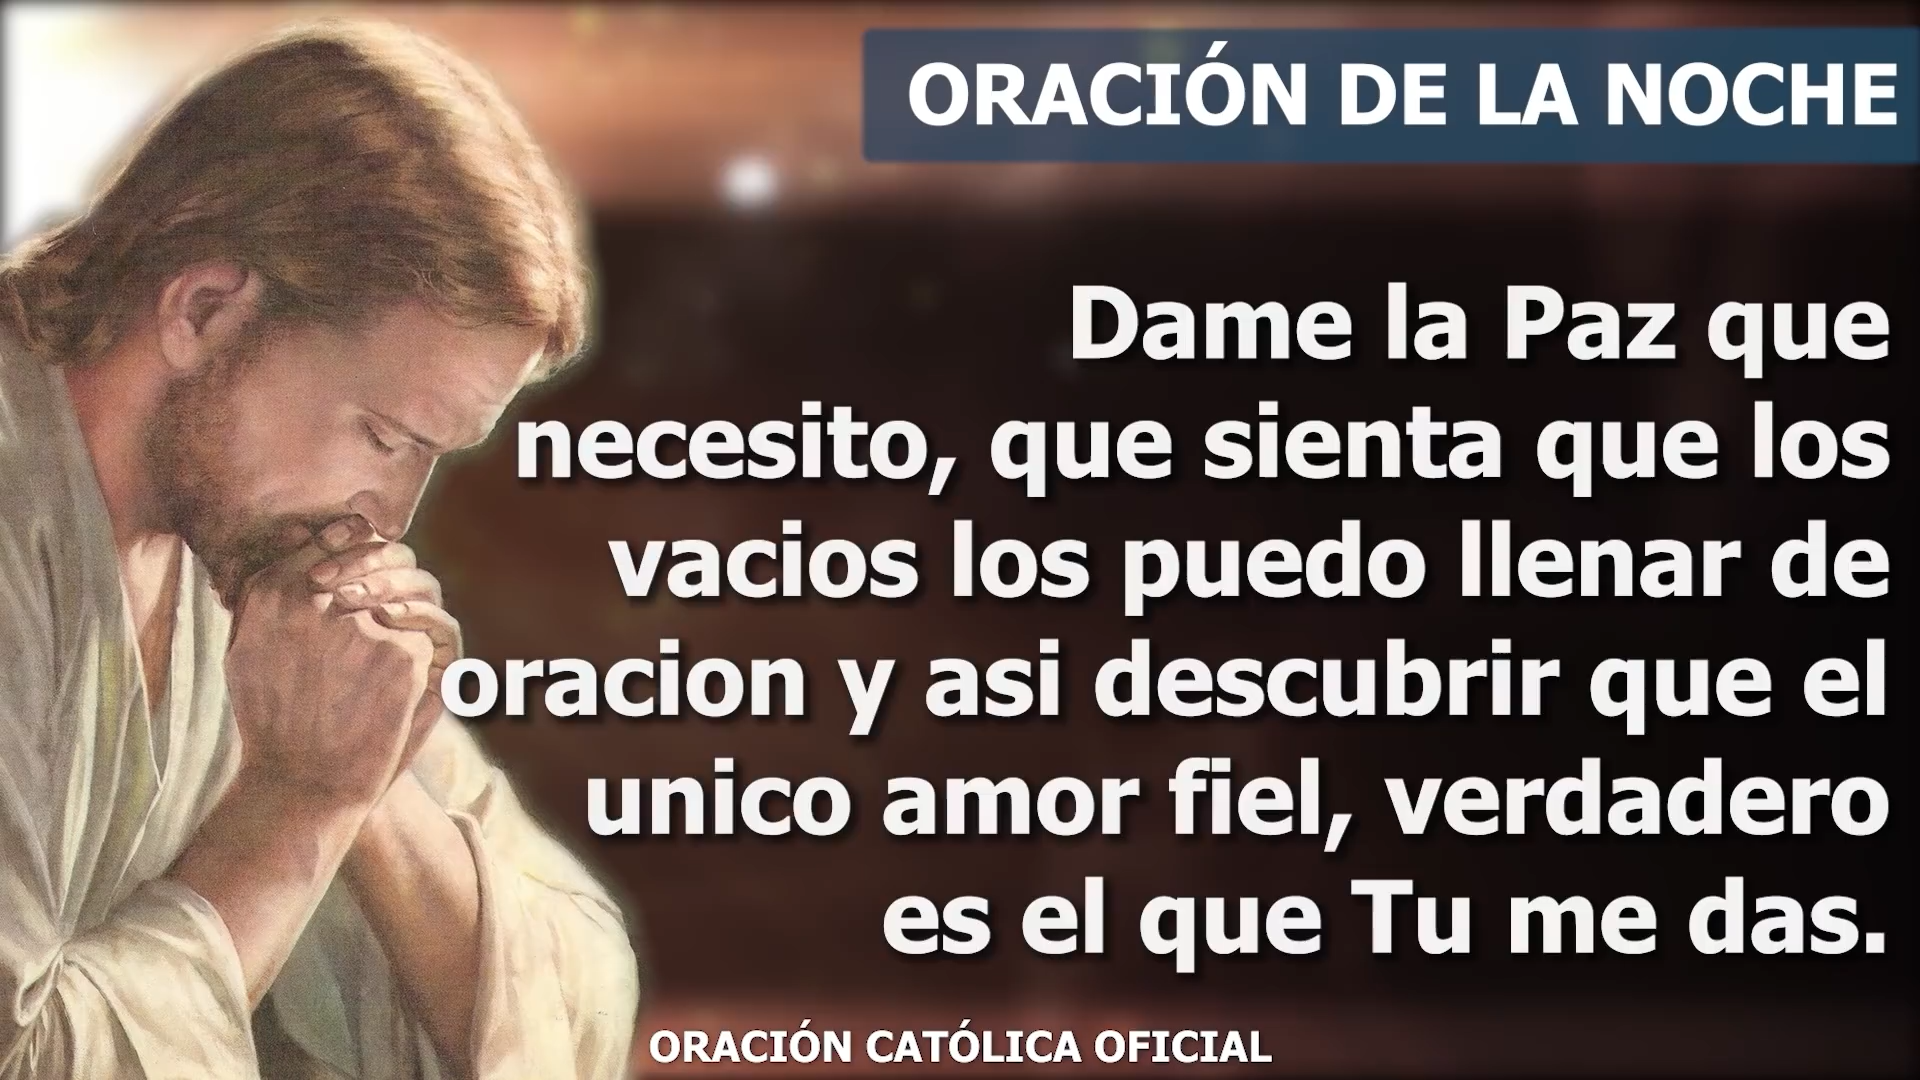 ORACIÓN DE LA NOCHE
Dame la Paz que
necesito, que sienta que los
vacios los puedo llenar de
oracion y asi descubrir que el
unico amor fiel, verdadero
es el que Tu me das.
ORACIÓN CATÓLICA OFICIAL